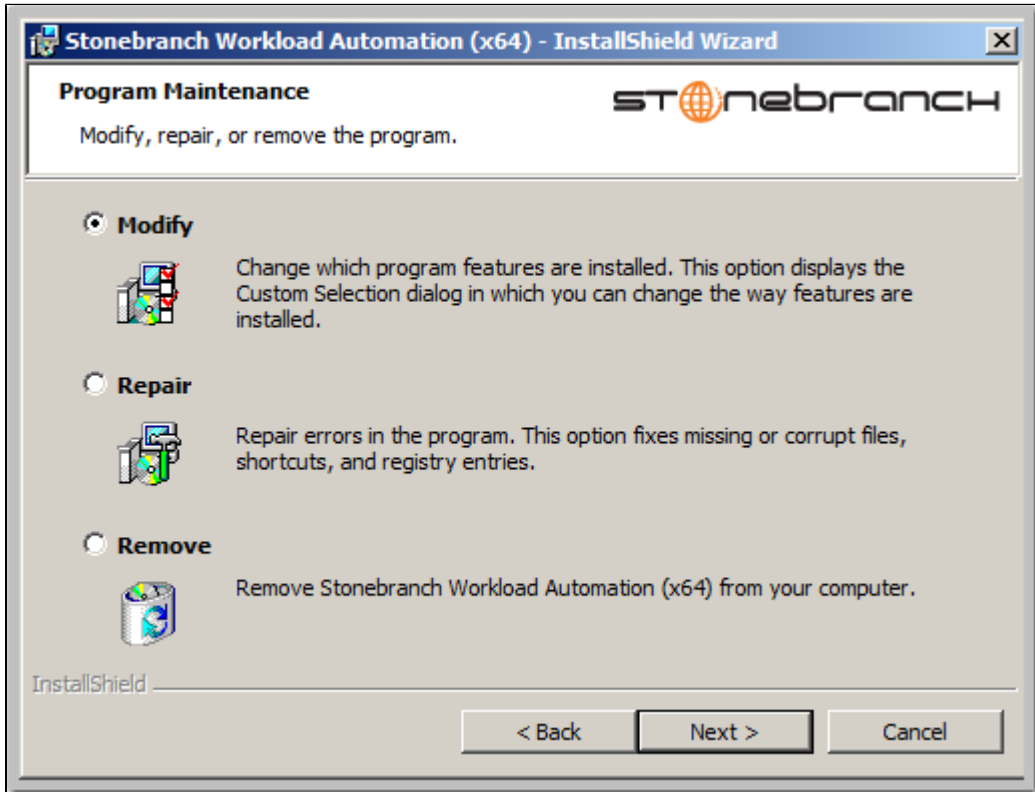 Stonebranch Workload Automation (x64) - InstallShield Wizard
Program Maintenance
stonebranch
Modify, repair, or remove the program.
Modify
Change which program features are installed. This option displays the
Custom Selection dialog in which you can change the way features are
installed.
Repair
Repair errors in the program. This option fixes missing or corrupt files,
shortcuts, and registry entries.
Remove
Remove Stonebranch Workload Automation (x64) from your computer.
InstallShield
< Back
Next >
Cancel